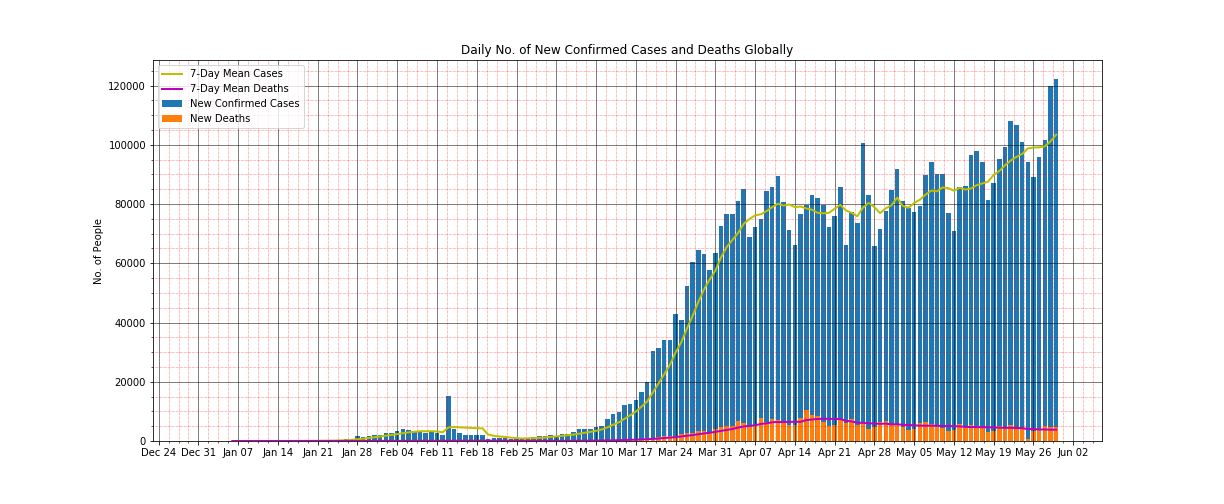 Daily No. of New Confirmed Cases and Deaths Globally
7-Day Mean Cases
7-Day Mean Deaths
New Confirmed Cases
New Deaths
No. of People
120000
100000
80000
60000
40000
20000
0
Dec 24 Dec 31 Jan 07 Jan 14 Jan 21 Jan 28 Feb 04 Feb 11 Feb 18 Feb 25 Mar 03 Mar 10 Mar 17 Mar 24 Mar 31 Apr 07 Apr 14 Apr 21 Apr 28 May 05 May 12 May 19 May 26 Jun 02